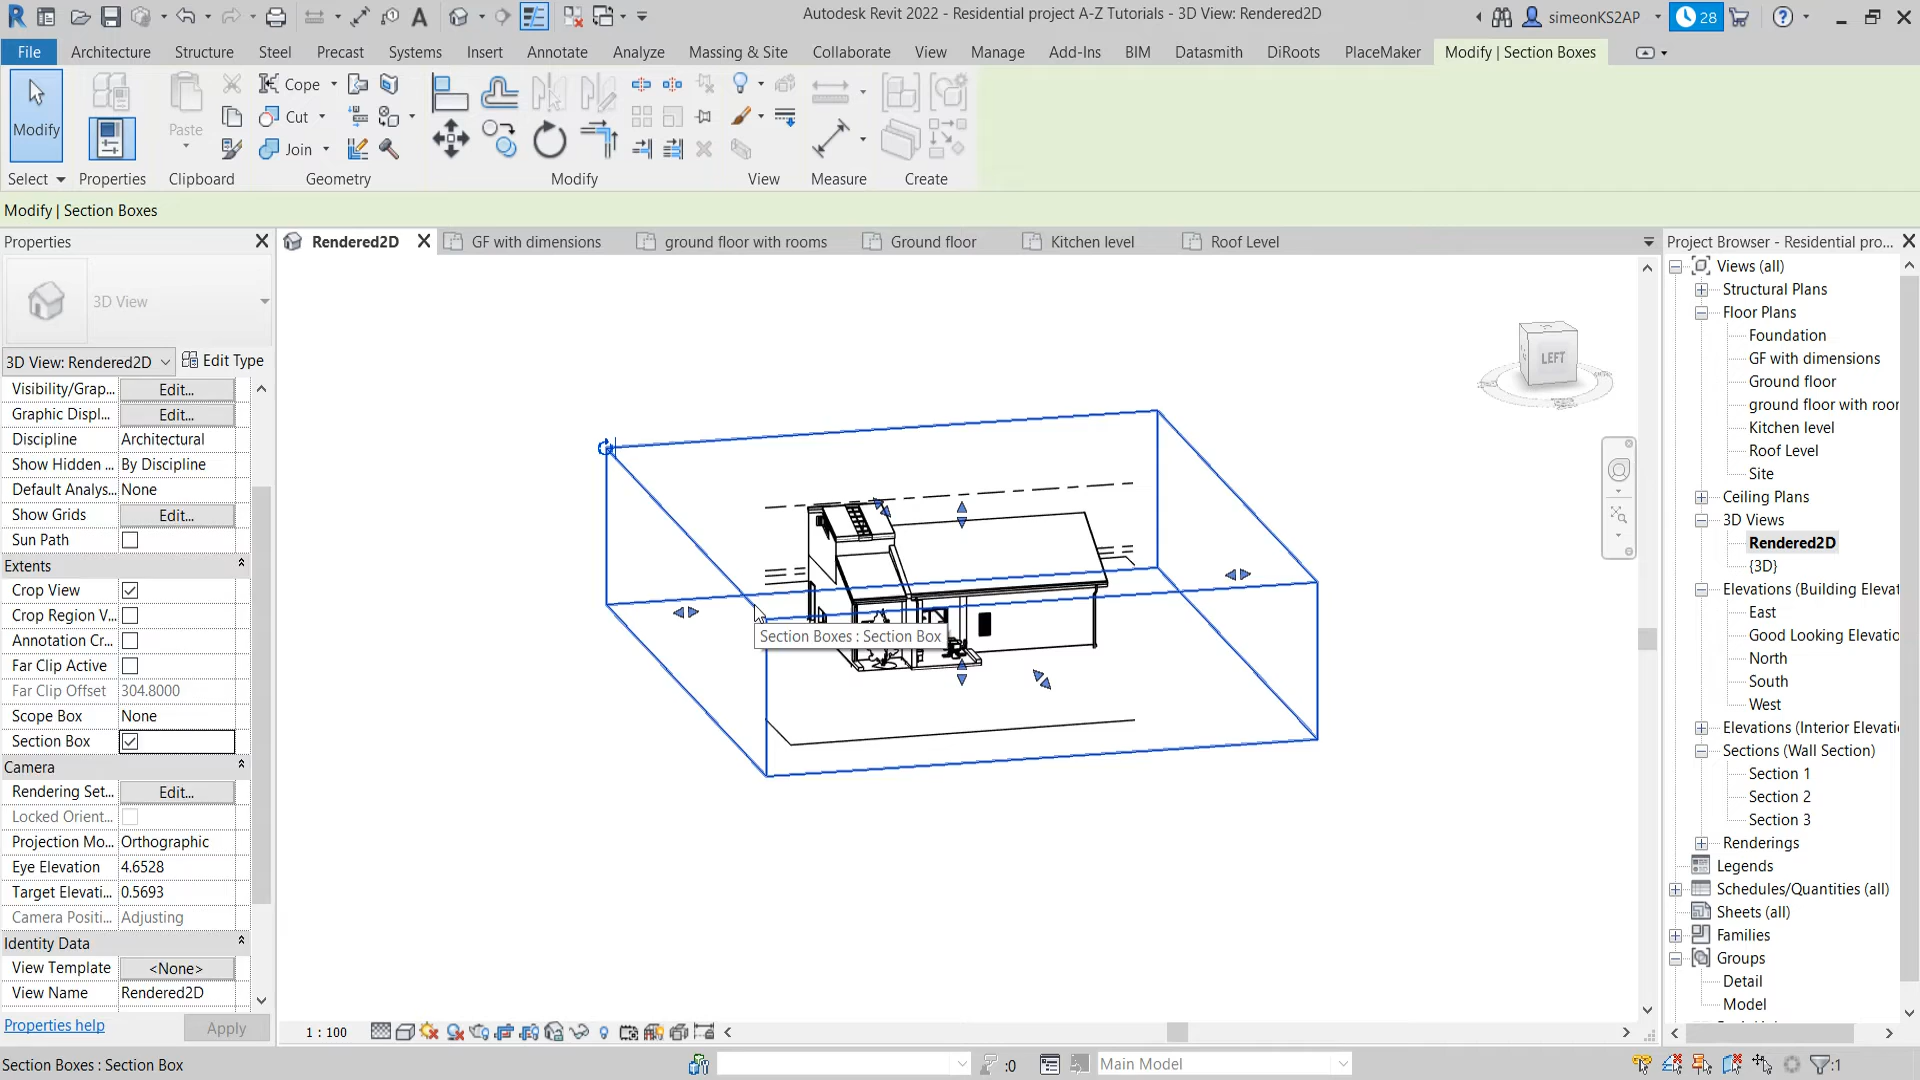 Autodesk Revit 2022 - Residential project A-Z Tutorials - 3D View: Rendered2D
simeonKS2AP
28
File Architecture Structure Steel Precast Systems Insert Annotate Analyze Massing & Site Collaborate View Manage Add-Ins BIM Datasmith DiRoots PlaceMaker Modify | Section Boxes
Modify
Paste
Cope
Cut
Join
Select Properties Clipboard Geometry Modify View Measure Create
Modify | Section Boxes
Properties
3D View
3D View: Rendered2D
Edit Type
Visibility/Grap... Edit...
Graphic Displ... Edit...
Discipline Architectural
Show Hidden ... By Discipline
Default Analys... None
Show Grids Edit...
Sun Path
Extents
Crop View
Crop Region V...
Annotation Cr...
Far Clip Active
Far Clip Offset 304.8000
Scope Box None
Section Box
Camera
Rendering Set... Edit...
Locked Orient...
Projection Mo... Orthographic
Eye Elevation 4.6528
Target Elevati... 0.5693
Camera Positi... Adjusting
Identity Data
View Template <None>
View Name Rendered2D
Properties help
Apply
Rendered2D GF with dimensions ground floor with rooms Ground floor Kitchen level Roof Level
LEFT
Section Boxes : Section Box
1 : 100
Project Browser - Residential pro...
Views (all)
Structural Plans
Floor Plans
Foundation
GF with dimensions
Ground floor
ground floor with roor
Kitchen level
Roof Level
Site
Ceiling Plans
3D Views
Rendered2D
{3D}
Elevations (Building Elevat
East
Good Looking Elevatio
North
South
West
Elevations (Interior Elevati
Sections (Wall Section)
Section 1
Section 2
Section 3
Renderings
Legends
Schedules/Quantities (all)
Sheets (all)
Families
Groups
Detail
Model
Section Boxes : Section Box
:0
Main Model
:1